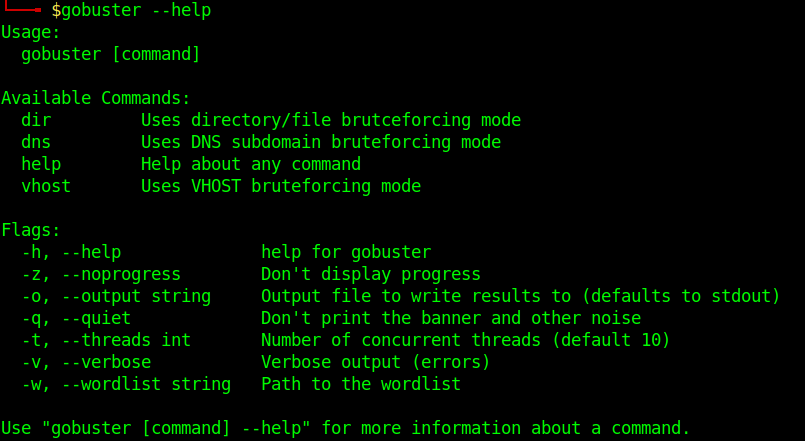 $gobuster --help
Usage:
  gobuster [command]

Available Commands:
  dir         Uses directory/file brutceforcing mode
  dns         Uses DNS subdomain bruteforcing mode
  help        Help about any command
  vhost       Uses VHOST bruteforcing mode

Flags:
  -h, --help              help for gobuster
  -z, --noprogress        Don't display progress
  -o, --output string     Output file to write results to (defaults to stdout)
  -q, --quiet             Don't print the banner and other noise
  -t, --threads int       Number of concurrent threads (default 10)
  -v, --verbose           Verbose output (errors)
  -w, --wordlist string   Path to the wordlist

Use "gobuster [command] --help" for more information about a command.